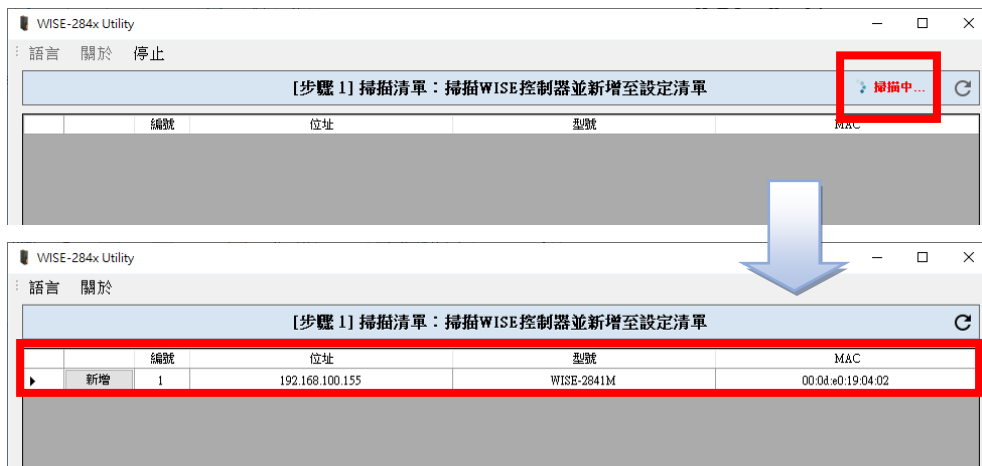 WISE-284x Utility
語言 關於 停止
[步驟 1] 掃描清單：掃描WISE控制器並新增至設定清單 掃描中...
編號 位址 型號 MAC
WISE-284x Utility
語言 關於
[步驟 1] 掃描清單：掃描WISE控制器並新增至設定清單
編號 位址 型號 MAC
新增 1 192.168.100.155 WISE-2841M 00:0d:e0:19:04:02